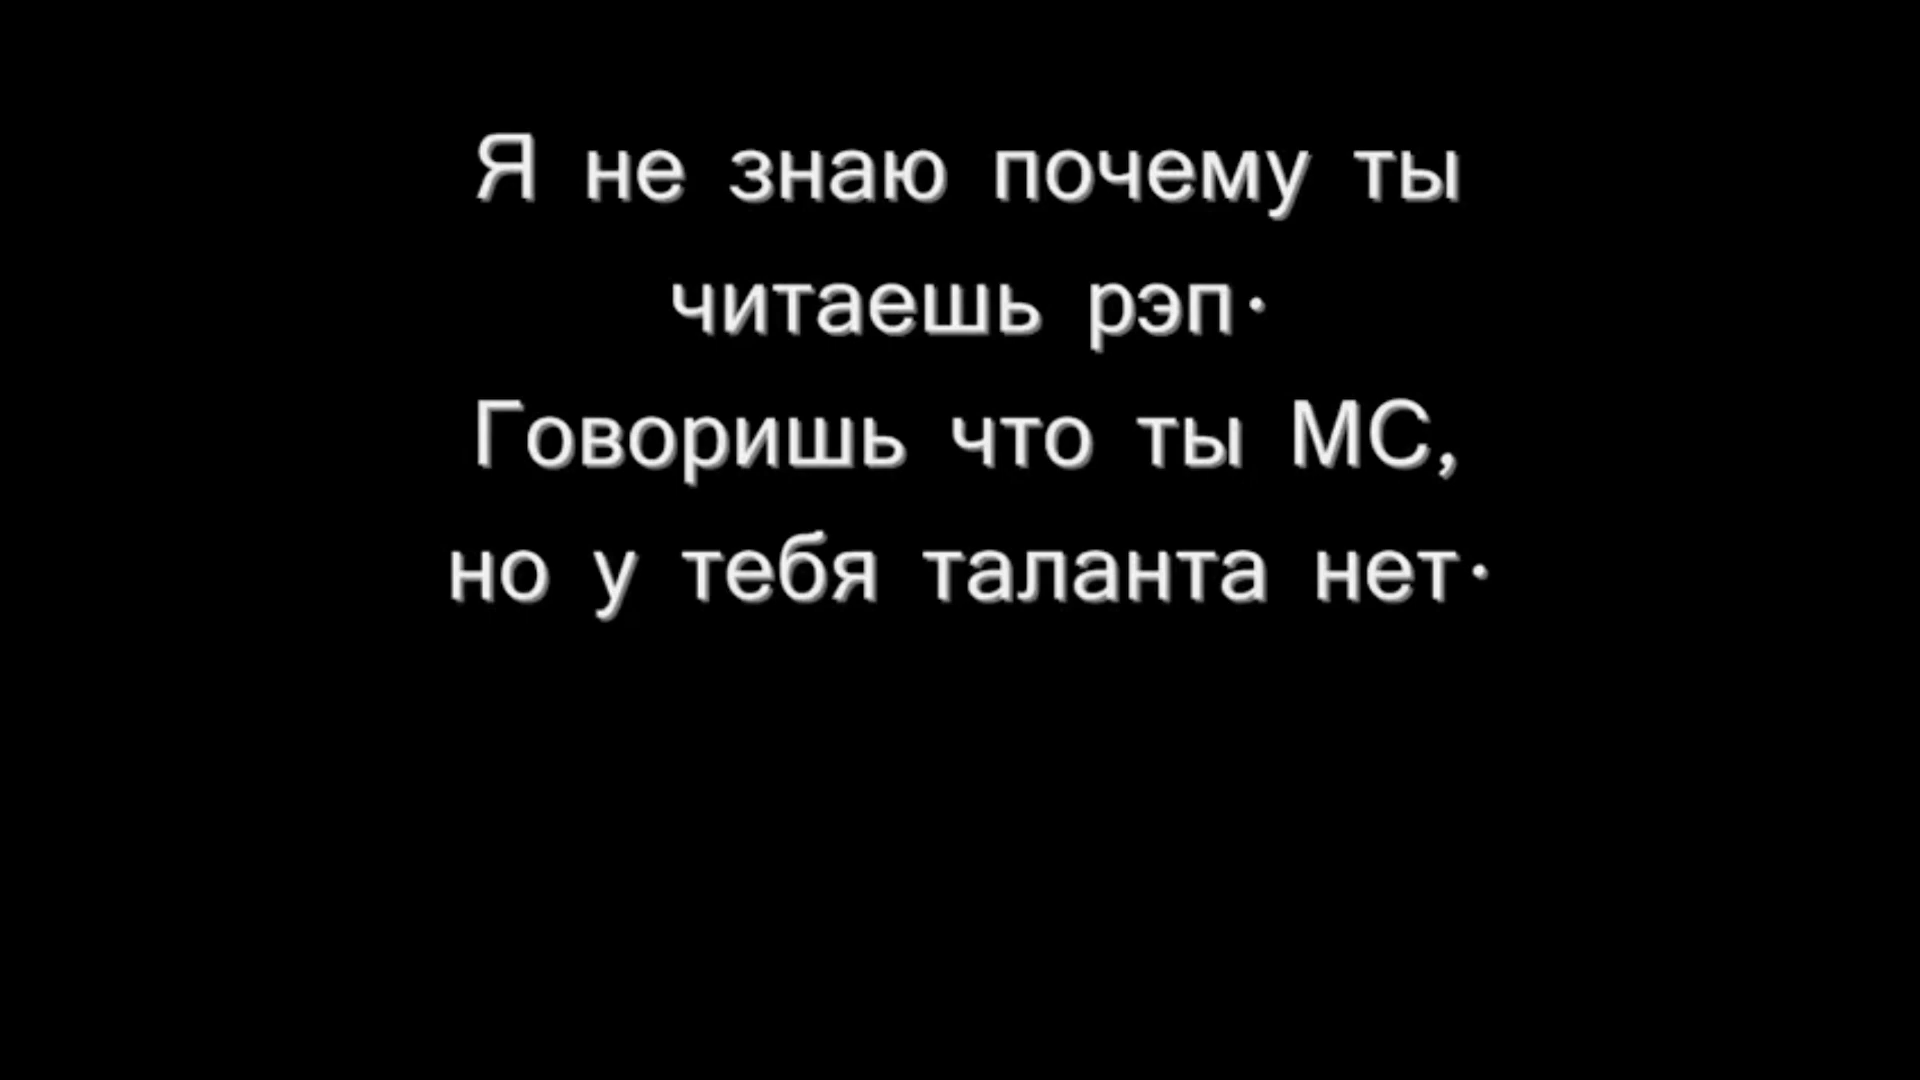 Я не знаю почему ты
читаешь рэп·
Говоришь что ты МС,
но у тебя таланта нет·